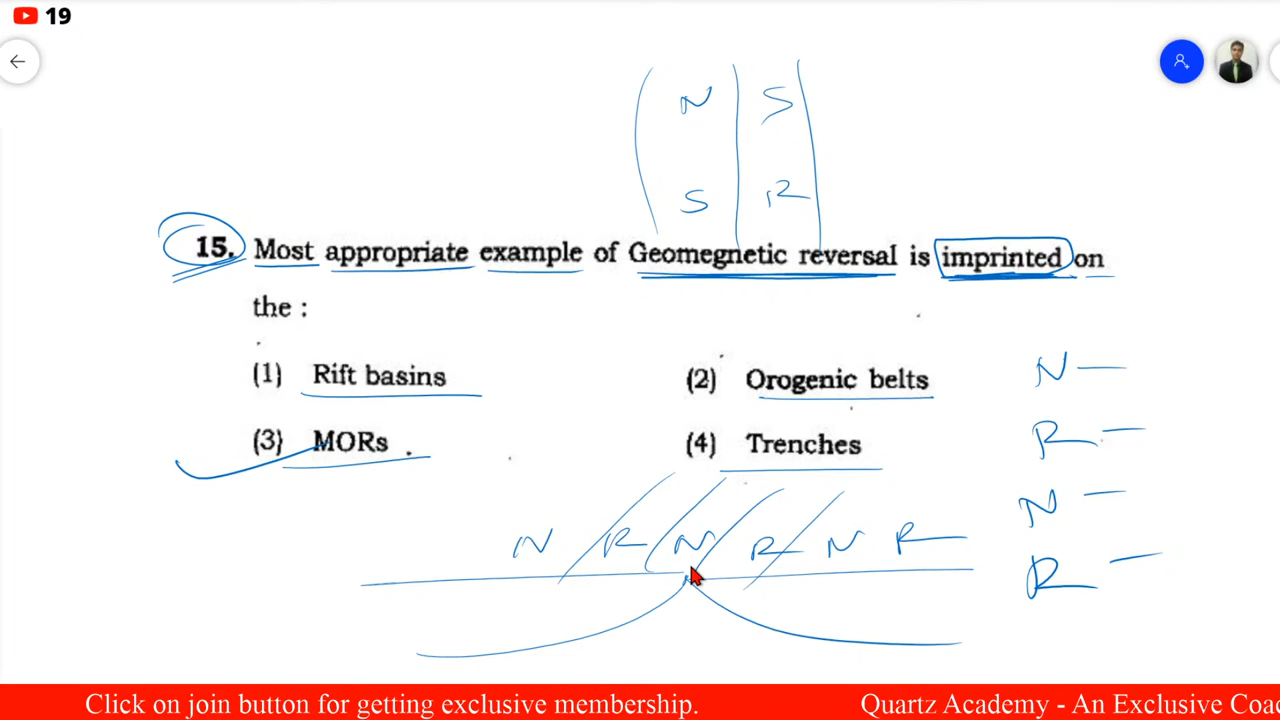 19
N S
S R
15. Most appropriate example of Geomegnetic reversal is imprinted on
the :
(1) Rift basins
(2) Orogenic belts
(3) MORs .
(4) Trenches
N —
R —
N —
R —
N R N R N R
Click on join button for getting exclusive membership.
Quartz Academy - An Exclusive Coa